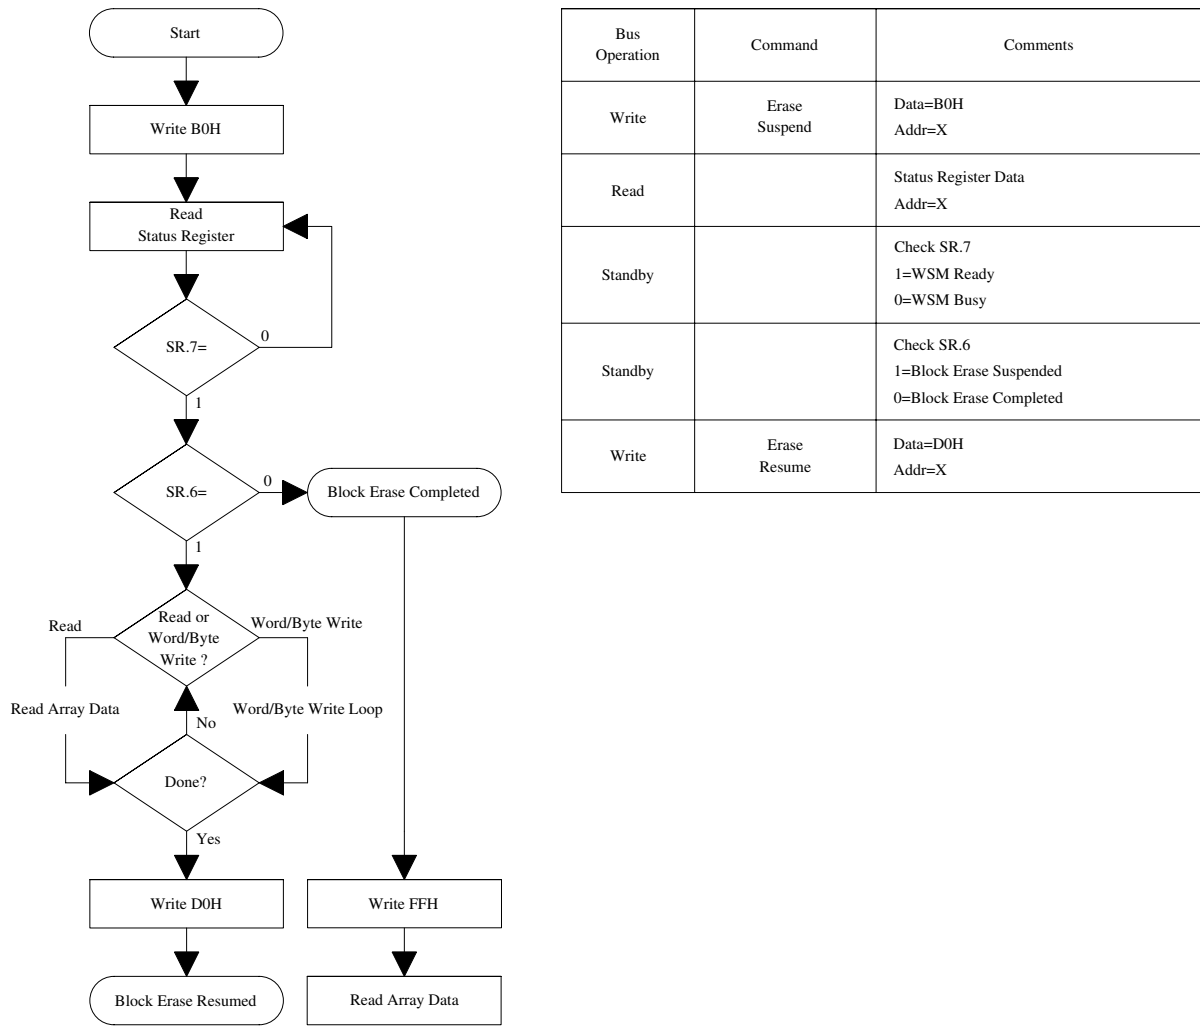 Start
Write B0H
Read
Status Register
SR.7=
0
1
SR.6=
0
Block Erase Completed
1
Read or
Word/Byte
Write ?
Read
Word/Byte Write
Read Array Data
Word/Byte Write Loop
No
Done?
Yes
Write D0H
Write FFH
Block Erase Resumed
Read Array Data
Bus
Operation
Command
Comments
Write
Erase
Suspend
Data=B0H
Addr=X
Read
Status Register Data
Addr=X
Standby
Check SR.7
1=WSM Ready
0=WSM Busy
Standby
Check SR.6
1=Block Erase Suspended
0=Block Erase Completed
Write
Erase
Resume
Data=D0H
Addr=X